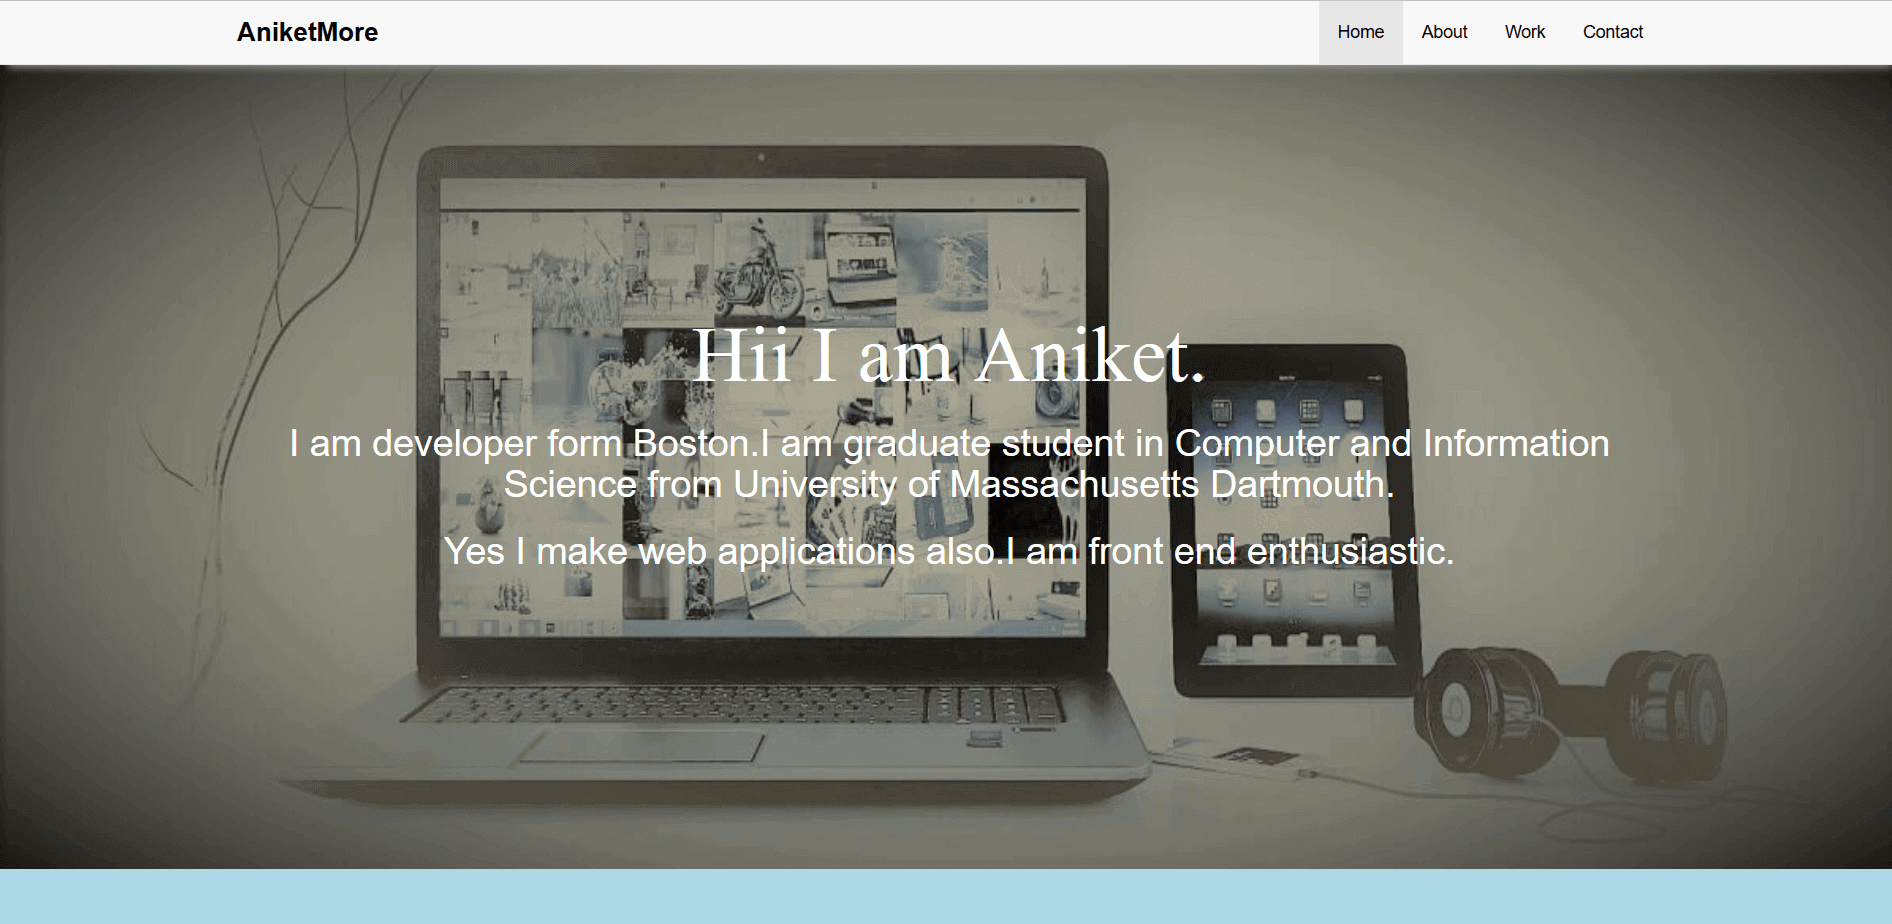 AniketMore
Home About Work Contact
Hii I am Aniket.
I am developer form Boston.I am graduate student in Computer and Information
Science from University of Massachusetts Dartmouth.
Yes I make web applications also.I am front end enthusiastic.